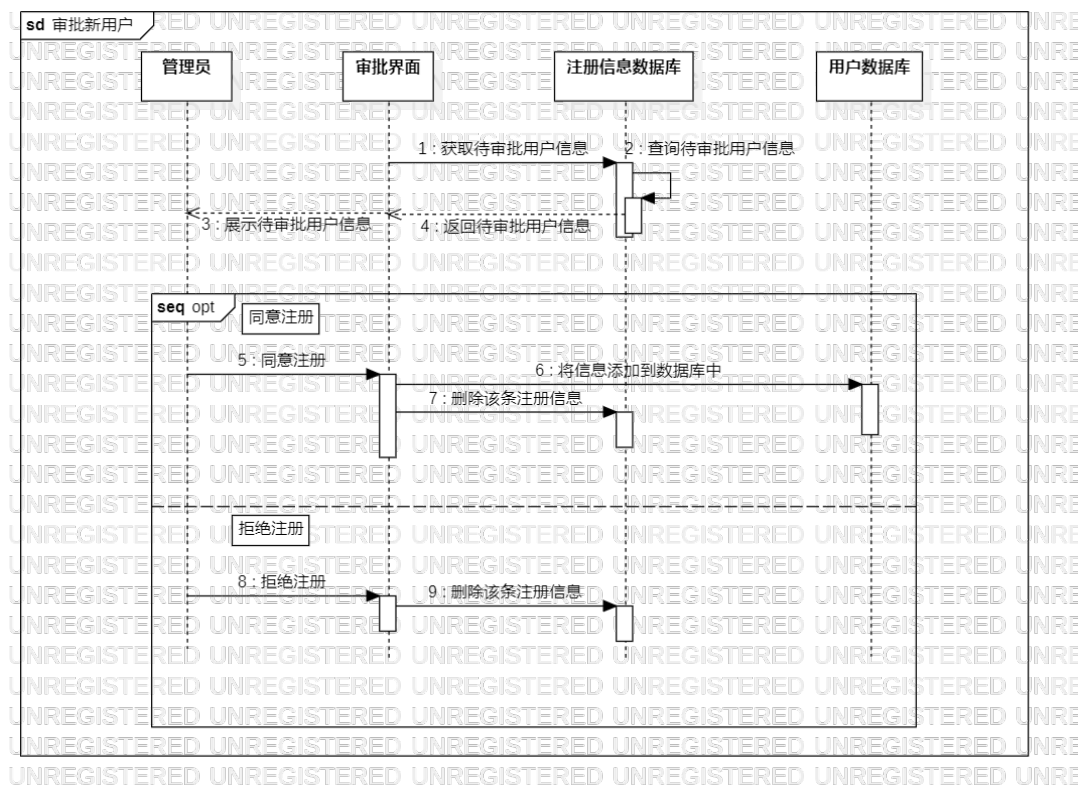 sd 审批新用户
管理员
审批界面
注册信息数据库
用户数据库
1 : 获取待审批用户信息
2 : 查询待审批用户信息
3 : 展示待审批用户信息
4 : 返回待审批用户信息
seq opt
同意注册
5 : 同意注册
6 : 将信息添加到数据库中
7 : 删除该条注册信息
拒绝注册
8 : 拒绝注册
9 : 删除该条注册信息
UNREGISTERED UNREGISTERED UNREGISTERED UNREGISTERED UNREGISTERED UNRE